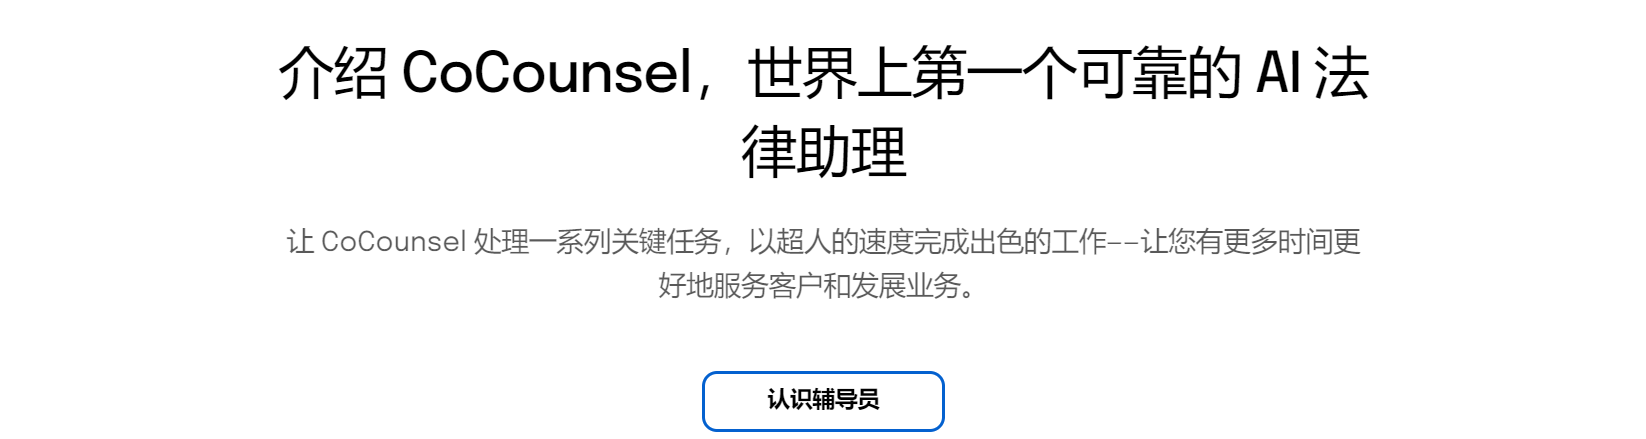 介绍 CoCounsel，世界上第一个可靠的 AI 法
律助理
让 CoCounsel 处理一系列关键任务，以超人的速度完成出色的工作--让您有更多时间更
好地服务客户和发展业务。
认识辅导员